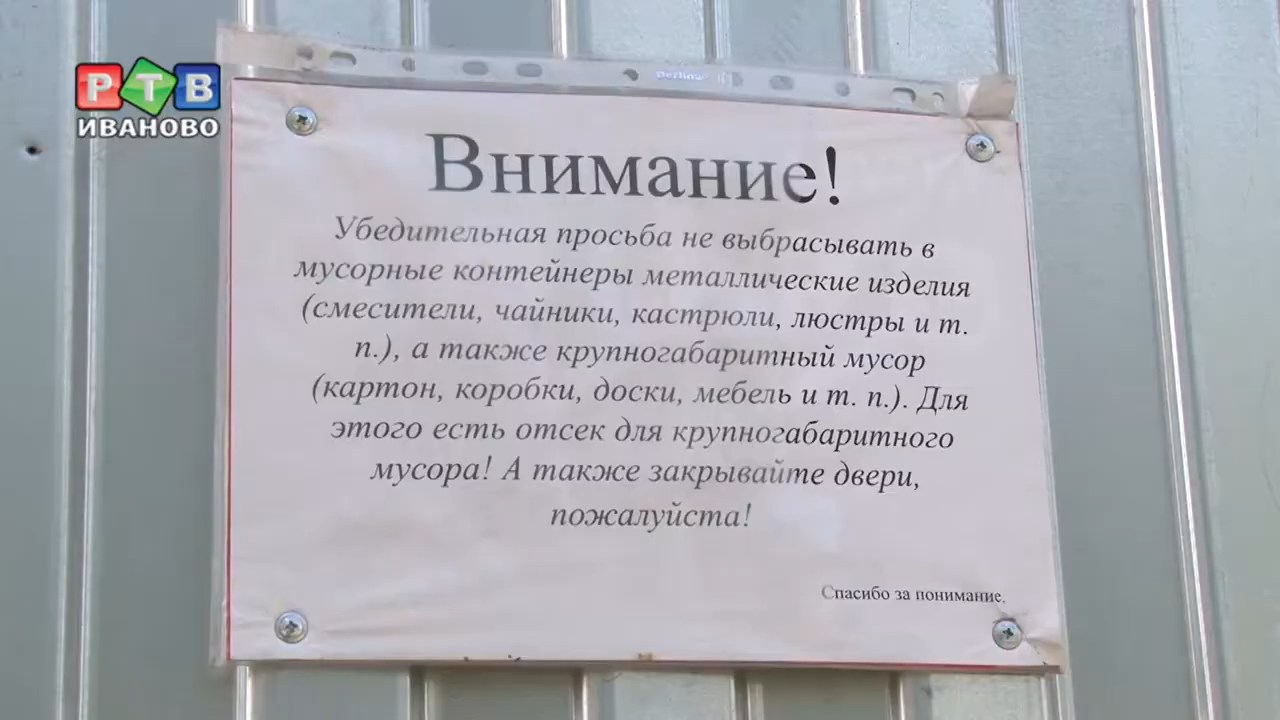 РТВ
ИВАНОВО
Внимание!
Убедительная просьба не выбрасывать в
мусорные контейнеры металлические изделия
(смесители, чайники, кастрюли, люстры и т.
п.), а также крупногабаритный мусор
(картон, коробки, доски, мебель и т. п.). Для
этого есть отсек для крупногабаритного
мусора! А также закрывайте двери,
пожалуйста!
Спасибо за понимание.